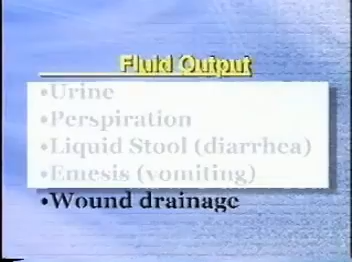 Fluid Output
•Urine
•Perspiration
•Liquid Stool (diarrhea)
•Emesis (vomiting)
•Wound drainage